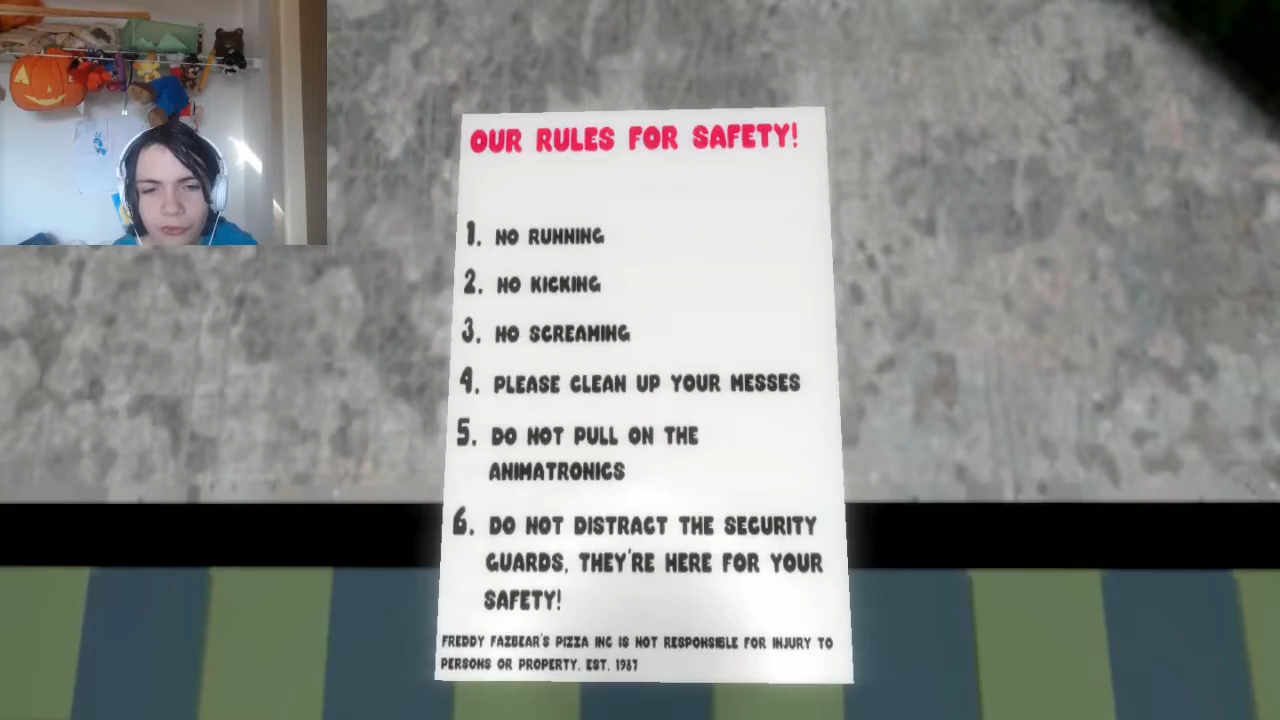 OUR RULES FOR SAFETY!
1. NO RUNNING
2. NO KICKING
3. NO SCREAMING
4. PLEASE CLEAN UP YOUR MESSES
5. DO NOT PULL ON THE
ANIMATRONICS
6. DO NOT DISTRACT THE SECURITY
GUARDS, THEY'RE HERE FOR YOUR
SAFETY!
FREDDY FAZBEAR'S PIZZA INC IS NOT RESPONSIBLE FOR INJURY TO
PERSONS OR PROPERTY. EST. 1987